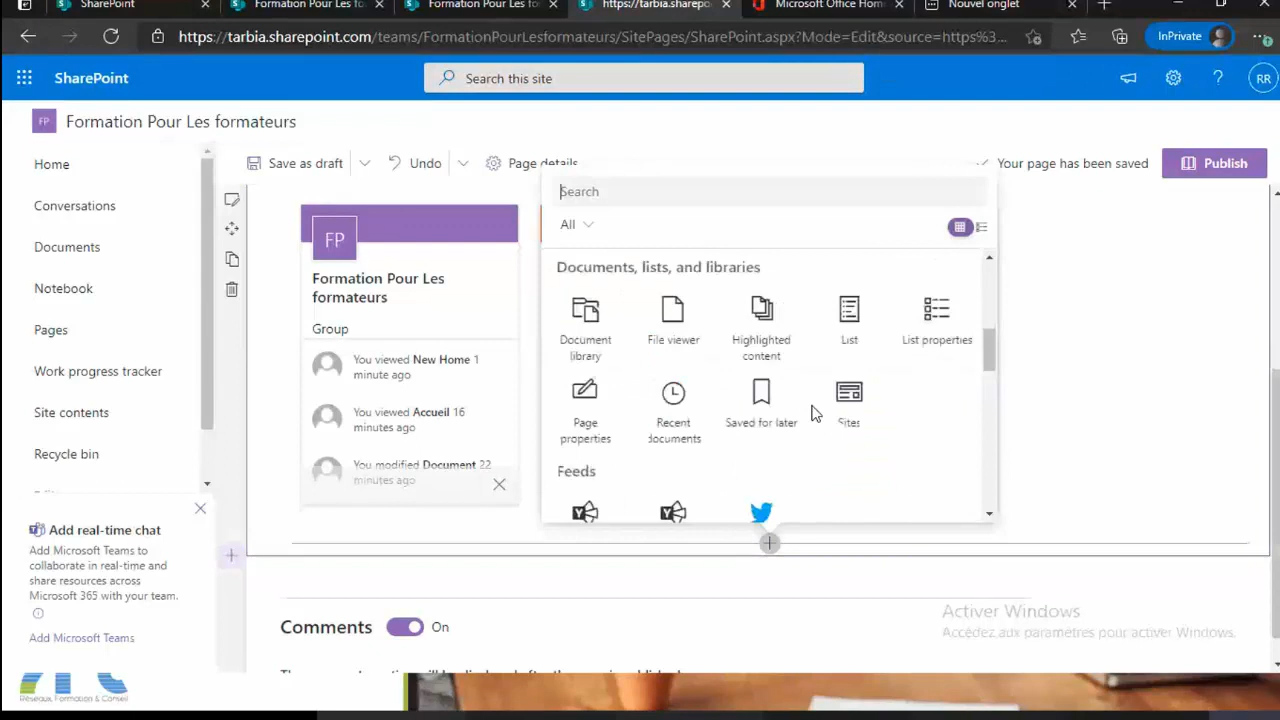 Formation Pour Les fo
Formation Pour Les fo
https://tarbia.sharepo
Microsoft Office Home
Nouvel onglet
https://tarbia.sharepoint.com/teams/FormationPourLesformateurs/SitePages/SharePoint.aspx?Mode=Edit&source=https%3...
InPrivate
SharePoint
Search this site
RR
FP
Formation Pour Les formateurs
Home
Conversations
Documents
Notebook
Pages
Work progress tracker
Site contents
Recycle bin
Save as draft
Undo
Page details
Your page has been saved
Publish
FP
Formation Pour Les
formateurs
Group
You viewed New Home 1
minute ago
You viewed Accueil 16
minutes ago
You modified Document 22
minutes ago
Search
All
Documents, lists, and libraries
Document
library
File viewer
Highlighted
content
List
List properties
Page
properties
Recent
documents
Saved for later
Sites
Feeds
Add real-time chat
Add Microsoft Teams to
collaborate in real-time and
share resources across
Microsoft 365 with your team.
Add Microsoft Teams
Comments
On
Activer Windows
Accédez aux paramètres pour activer Windows.
Réseaux, Formation & Conseil